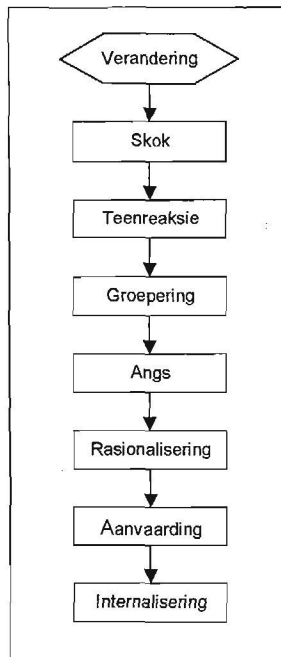 Verandering
Skok
Teenreaksie
Groepering
Angs
Rasionalisering
Aanvaarding
Internalisering